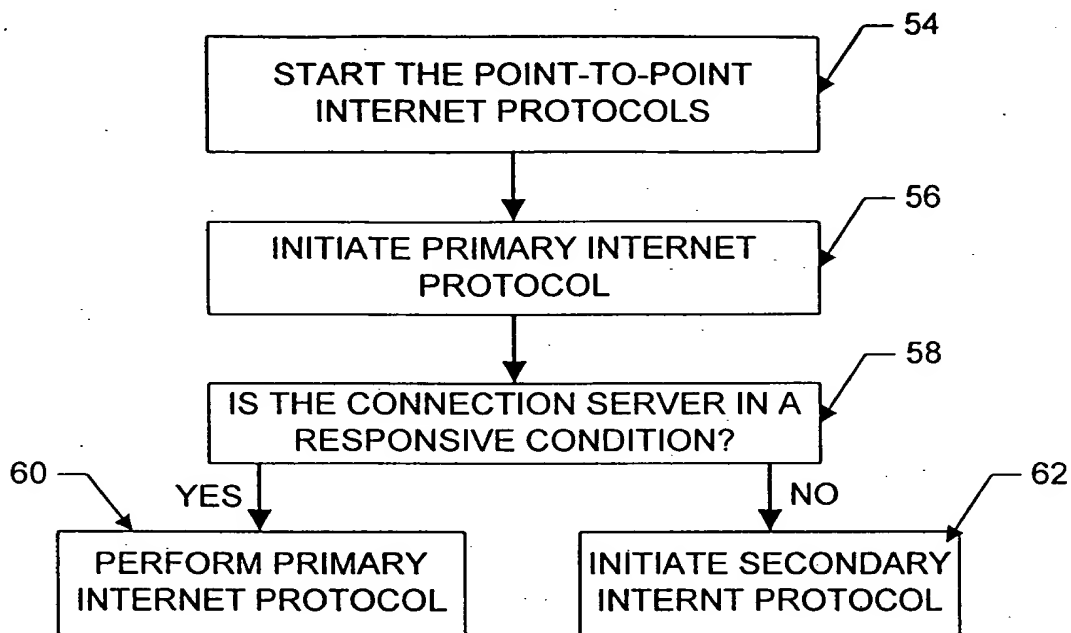 54
START THE POINT-TO-POINT
INTERNET PROTOCOLS
56
INITIATE PRIMARY INTERNET
PROTOCOL
58
IS THE CONNECTION SERVER IN A
RESPONSIVE CONDITION?
60
YES
NO
62
PERFORM PRIMARY
INTERNET PROTOCOL
INITIATE SECONDARY
INTERNT PROTOCOL